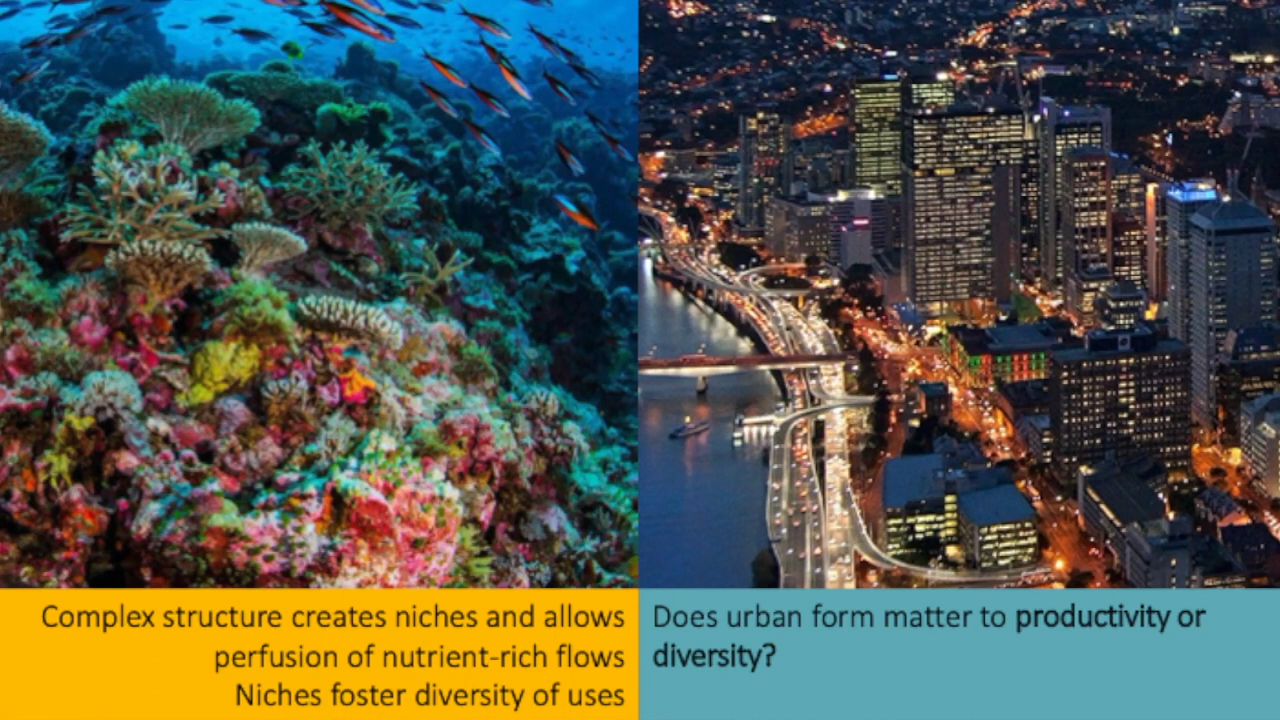 Complex structure creates niches and allows
perfusion of nutrient-rich flows
Niches foster diversity of uses
Does urban form matter to productivity or
diversity?